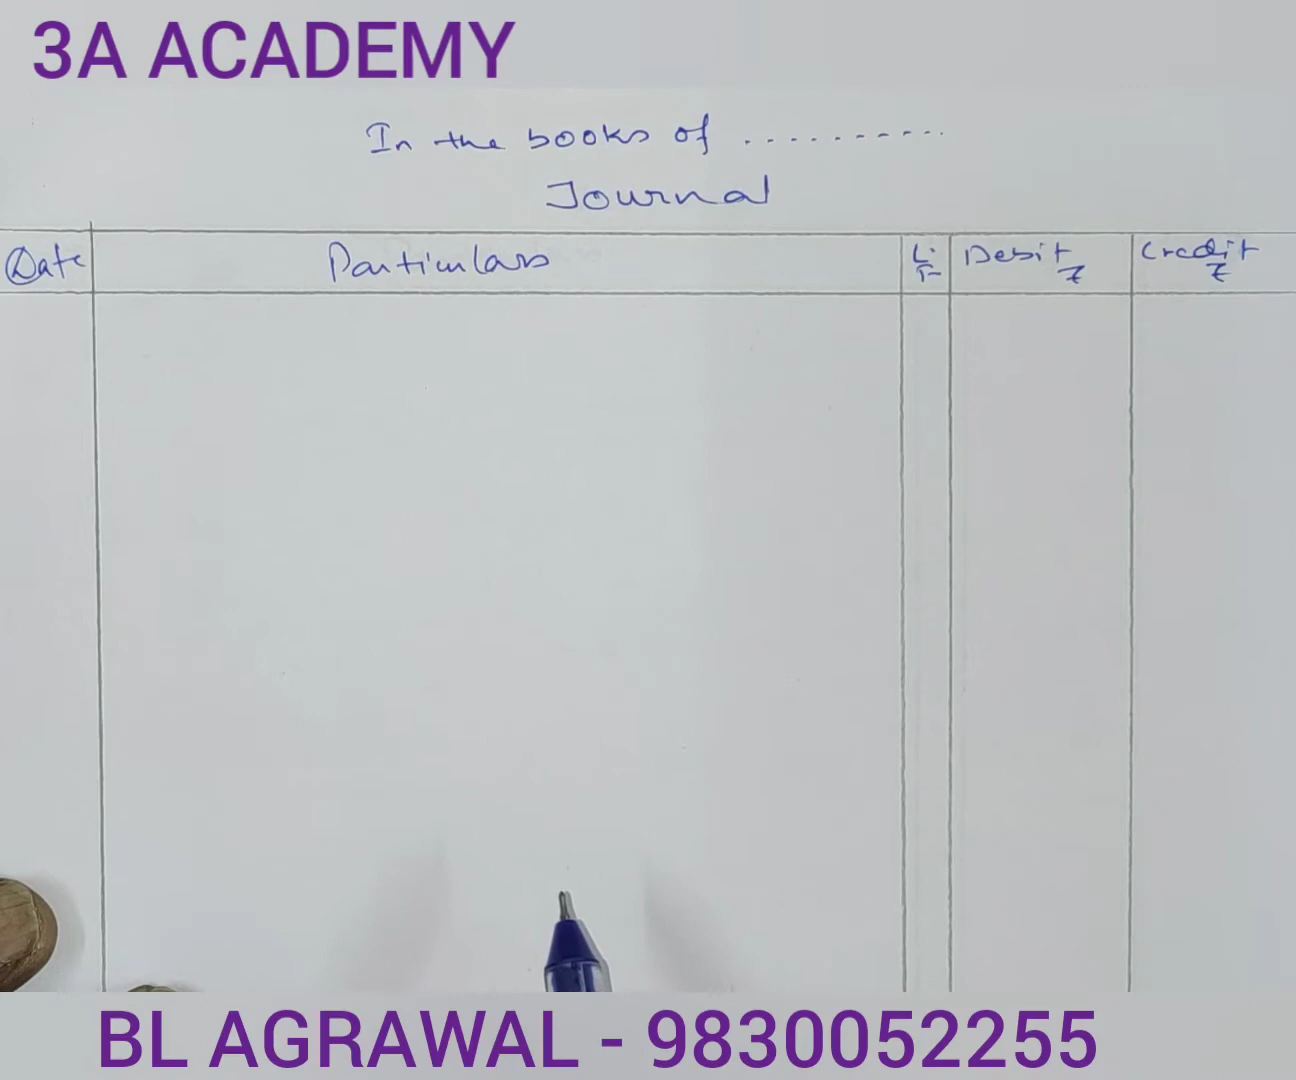 3A ACADEMY
In the books of ..........
Journal
Date Particulars L.F. Debit ₹ Credit ₹
BL AGRAWAL - 9830052255